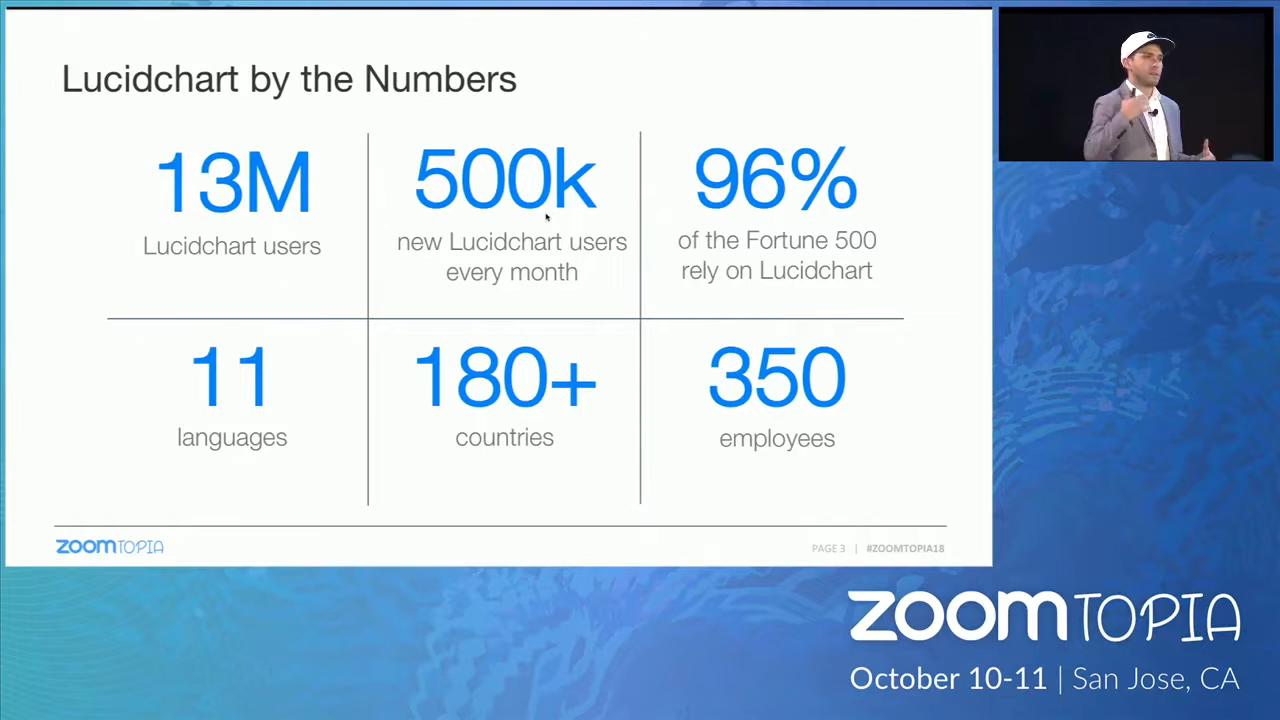 Lucidchart by the Numbers
13M
Lucidchart users
500k
new Lucidchart users
every month
96%
of the Fortune 500
rely on Lucidchart
11
languages
180+
countries
350
employees
zoomTOPIA
PAGE 3 | #ZOOMTOPIA18
zoomTOPIA
October 10-11 | San Jose, CA